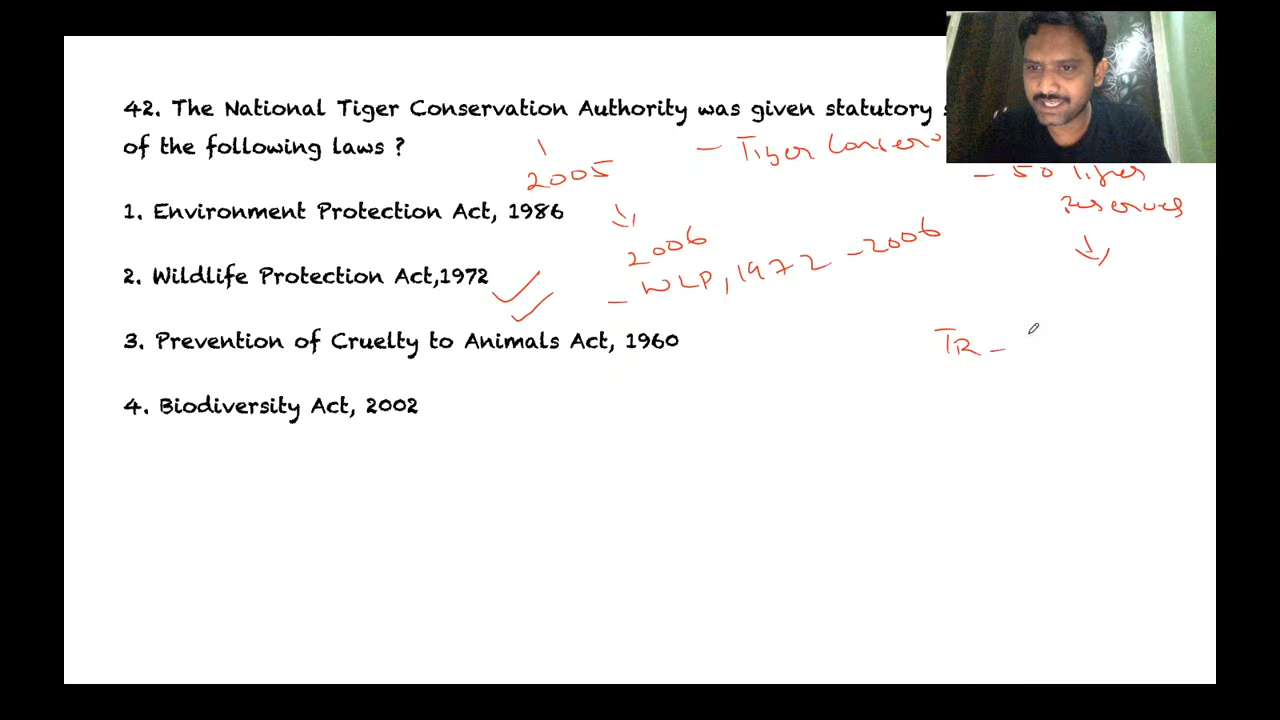 42. The National Tiger Conservation Authority was given statutory
of the following laws ?
- Tiger Conserv
2005
- 50 Tiger
Reserves
1. Environment Protection Act, 1986
2006
- WLP, 1972 - 2006
2. Wildlife Protection Act,1972
3. Prevention of Cruelty to Animals Act, 1960
TR -
4. Biodiversity Act, 2002